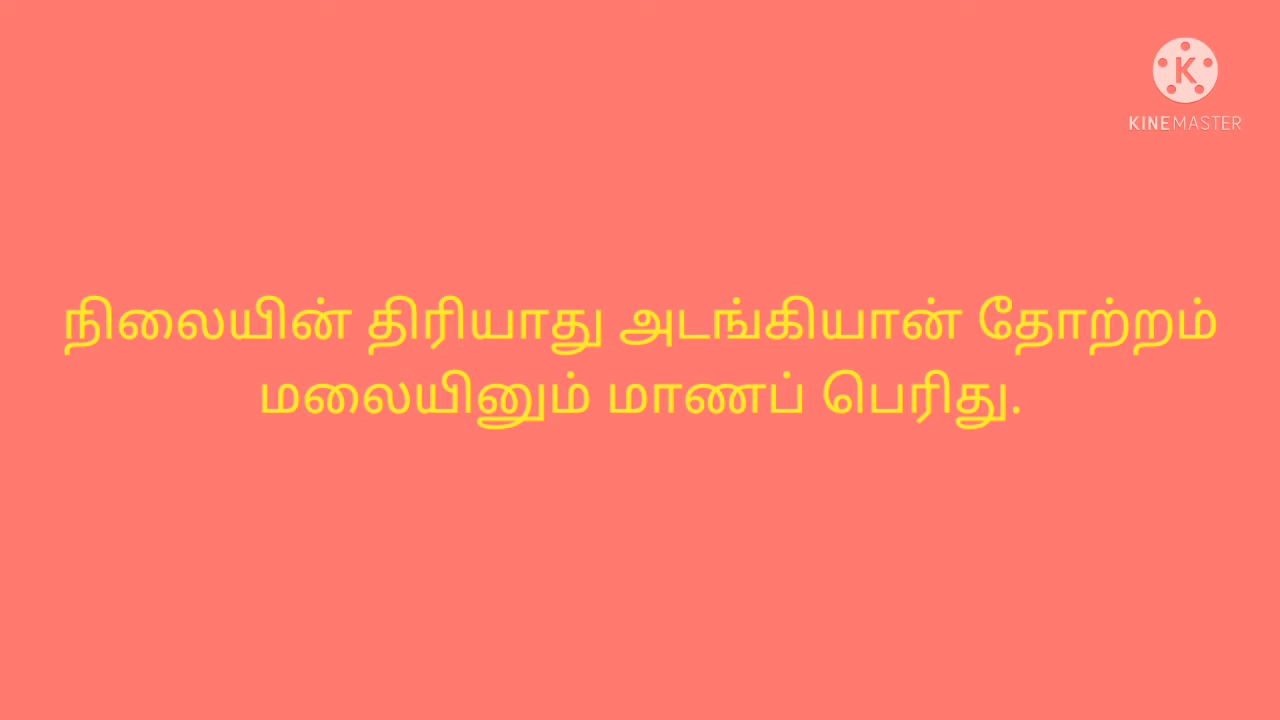 K
KINEMASTER
நிலையின் திரியாது அடங்கியான் தோற்றம்
மலையினும் மாணப் பெரிது.